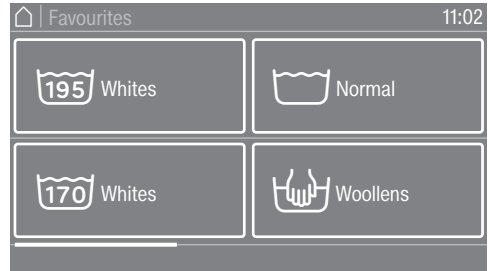 Favourites 11:02
195 Whites
Normal
170 Whites
Woollens